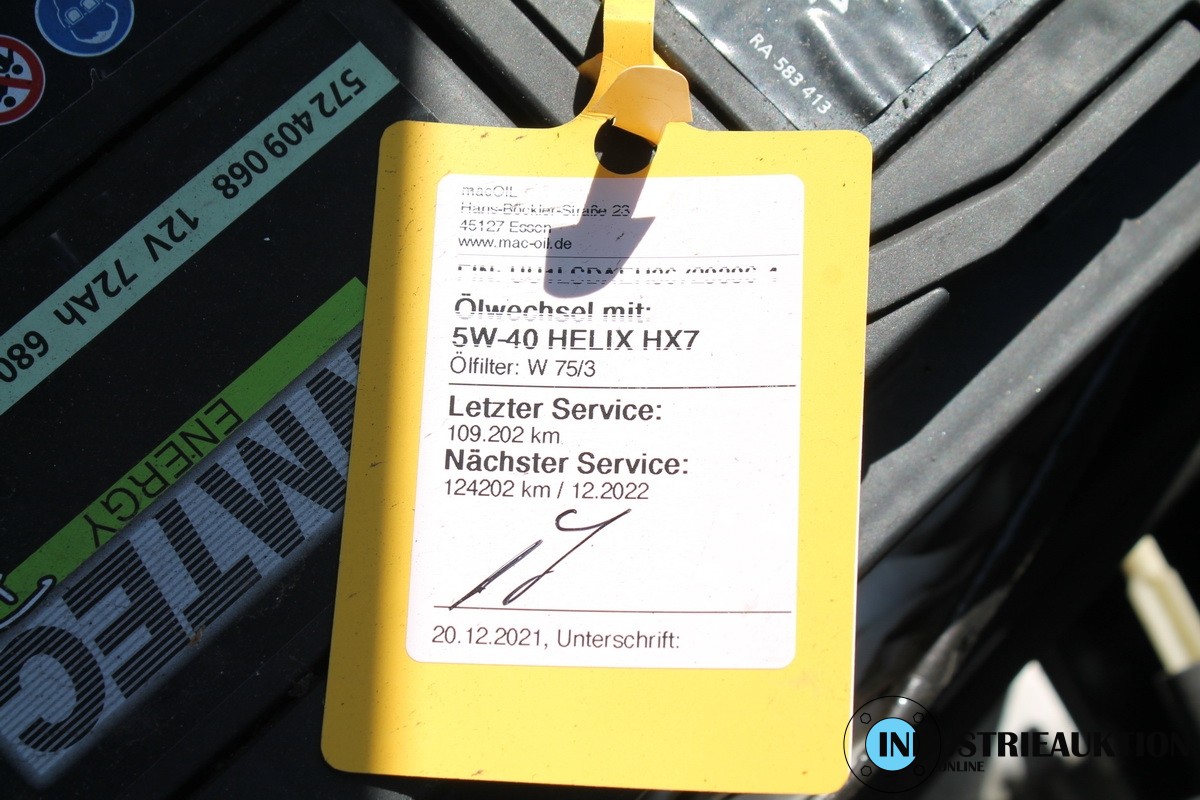 RA 583 413
572 409 068 12V 72Ah 680
ENERGY
macOIL
Hans-Böckler-Straße 23
45127 Essen
www.mac-oil.de
Ölwechsel mit:
5W-40 HELIX HX7
Ölfilter: W 75/3
Letzter Service:
109.202 km
Nächster Service:
124202 km / 12.2022
20.12.2021, Unterschrift:
INDUSTRIEAUKTION
ONLINE